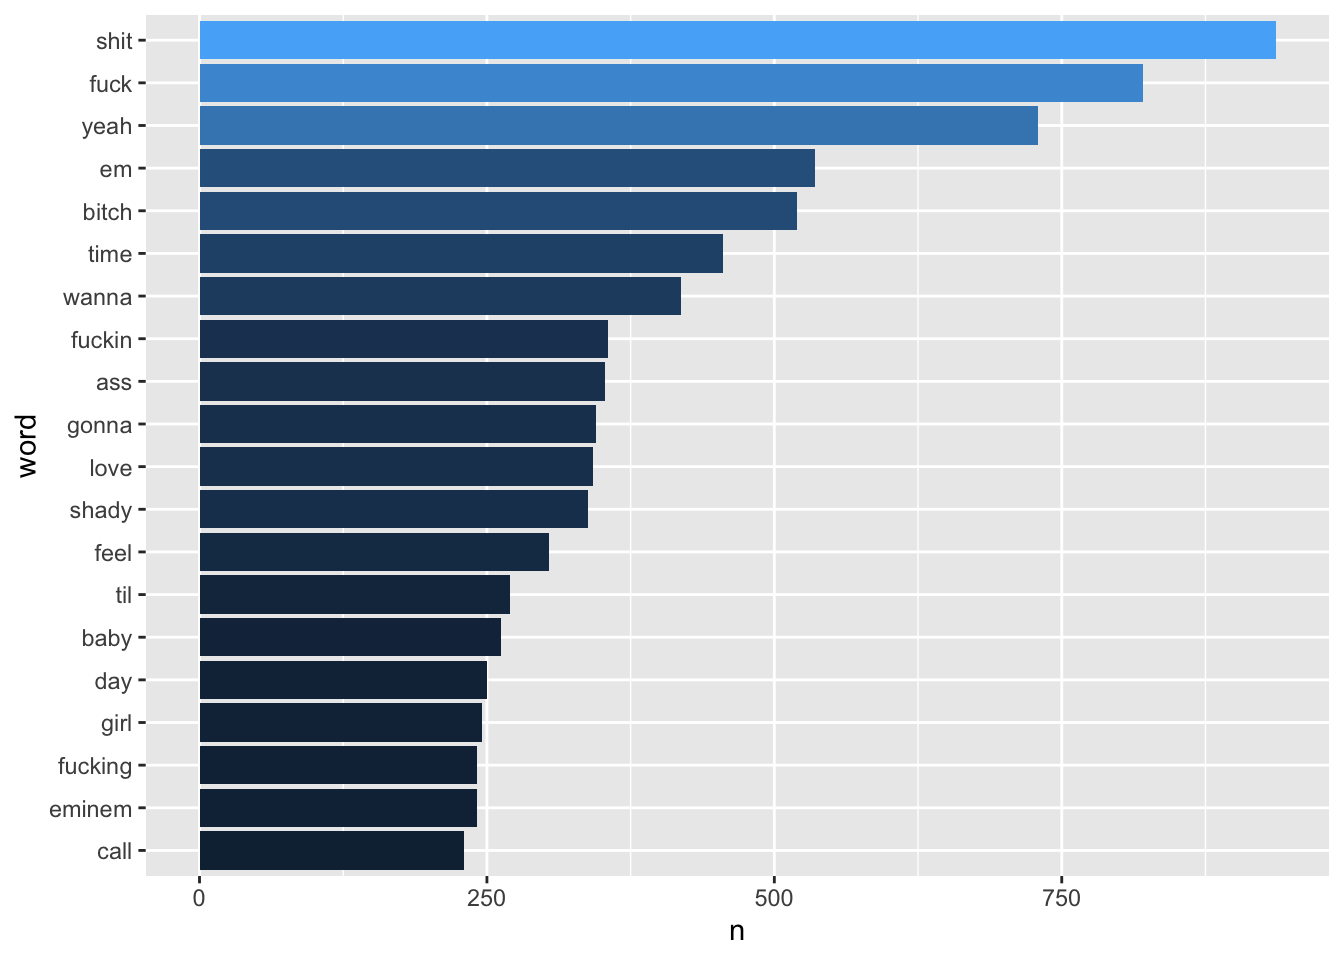 shit
fuck
yeah
em
bitch
time
wanna
fuckin
ass
gonna
love
shady
feel
til
baby
day
girl
fucking
eminem
call
word
0 250 500 750
n